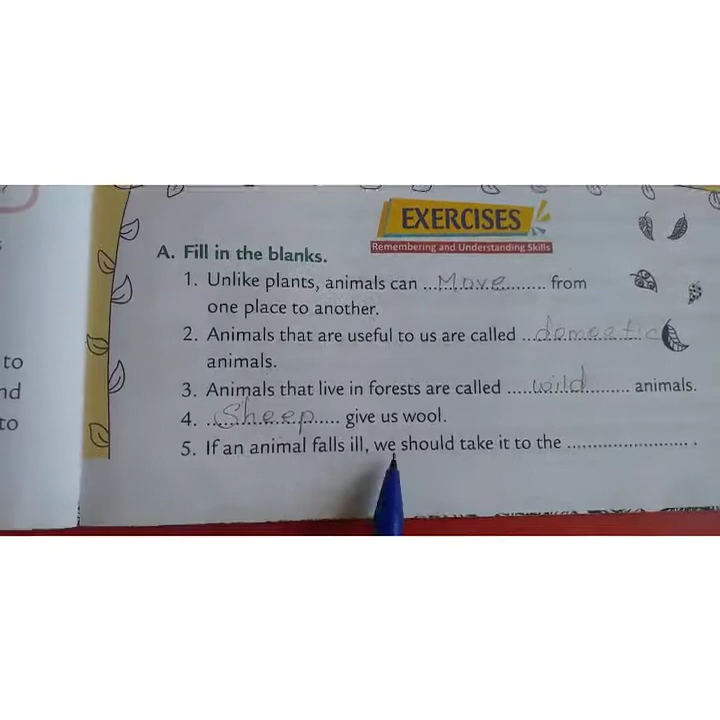 EXERCISES
Remembering and Understanding Skills
A. Fill in the blanks.
1. Unlike plants, animals can ...Move............ from
one place to another.
2. Animals that are useful to us are called ...domestic
animals.
3. Animals that live in forests are called .....wild......... animals.
4. ..Sheep..... give us wool.
5. If an animal falls ill, we should take it to the ........................ .
to
nd
to